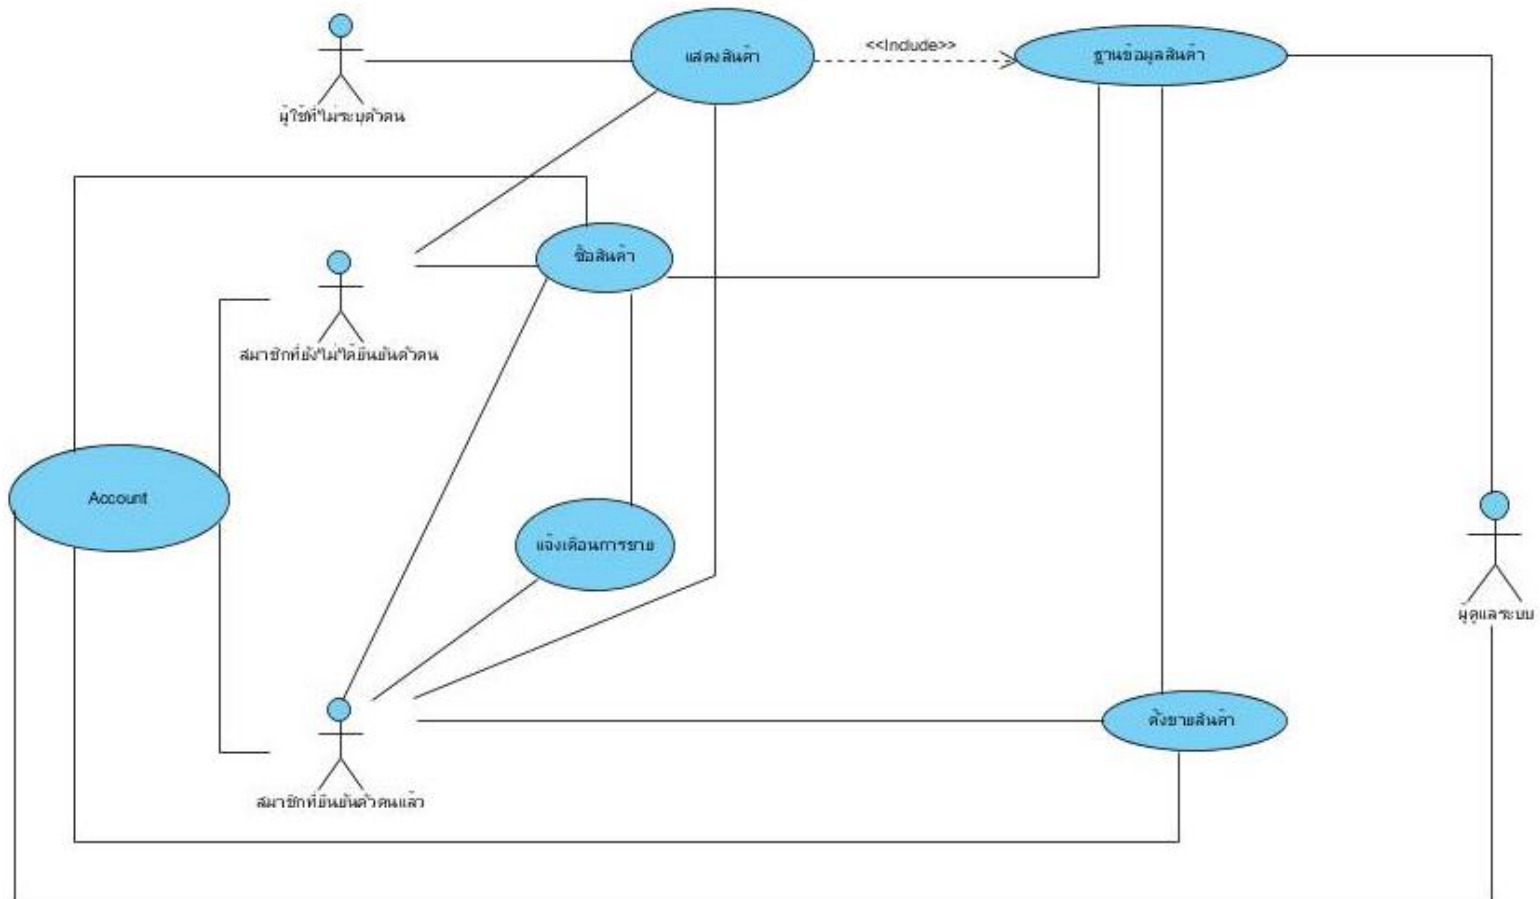 แสดงสินค้า
<<Include>>
ฐานข้อมูลสินค้า
ผู้ใช้ที่ไม่ระบุตัวตน
ซื้อสินค้า
สมาชิกที่ยังไม่ได้ยืนยันตัวตน
Account
แจ้งเตือนการขาย
ผู้ดูแลระบบ
ตั้งขายสินค้า
สมาชิกที่ยืนยันตัวตนแล้ว